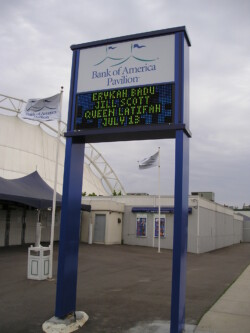 Bank of America
Pavilion
ERYKAH BADU
JILL SCOTT
QUEEN LATIFAH
"JULY 13"